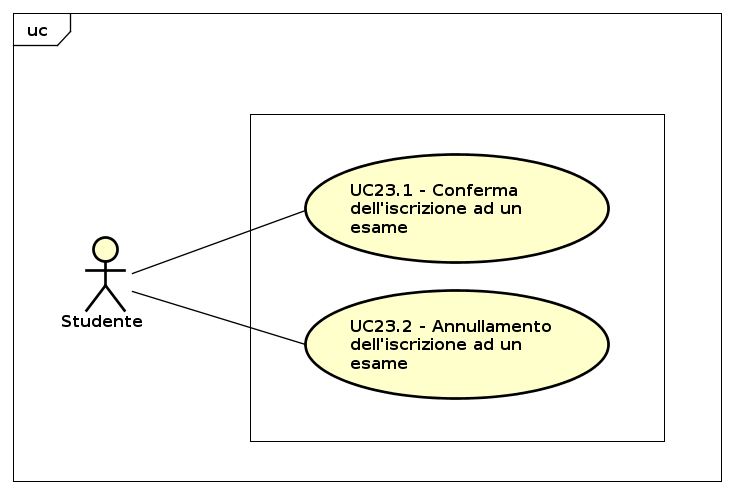 uc
UC23.1 - Conferma
dell'iscrizione ad un
esame
Studente
UC23.2 - Annullamento
dell'iscrizione ad un
esame